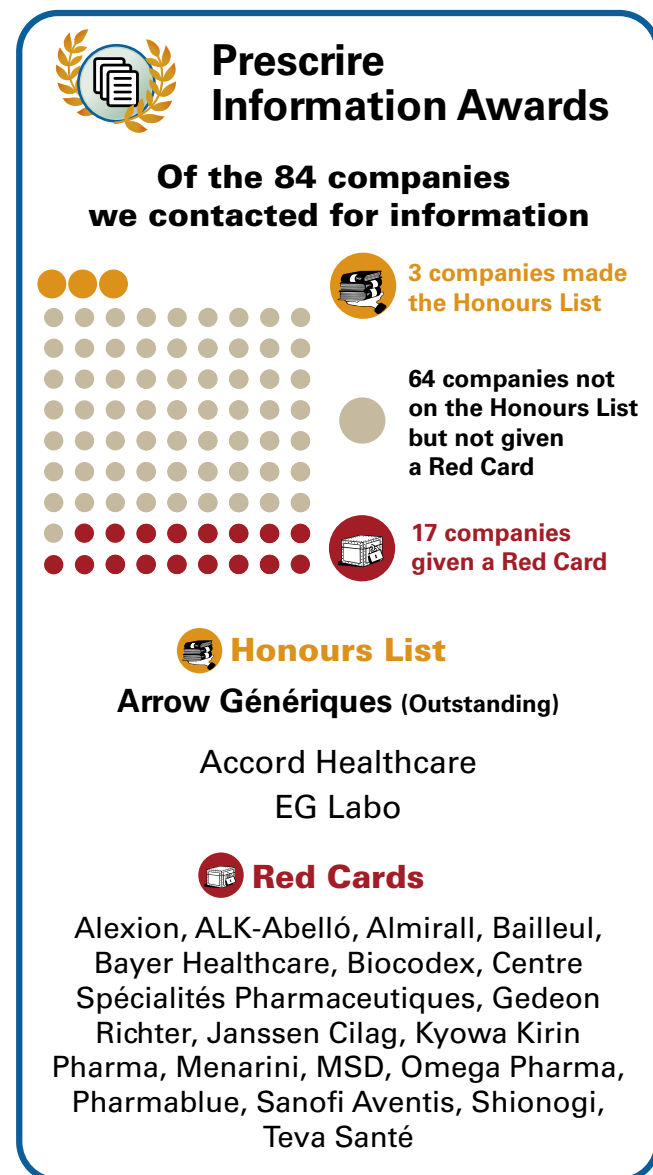 Prescrire
Information Awards
Of the 84 companies
we contacted for information
3 companies made
the Honours List
64 companies not
on the Honours List
but not given
a Red Card
17 companies
given a Red Card
Honours List
Arrow Génériques (Outstanding)
Accord Healthcare
EG Labo
Red Cards
Alexion, ALK-Abelló, Almirall, Bailleul,
Bayer Healthcare, Biocodex, Centre
Spécialités Pharmaceutiques, Gedeon
Richter, Janssen Cilag, Kyowa Kirin
Pharma, Menarini, MSD, Omega Pharma,
Pharmablue, Sanofi Aventis, Shionogi,
Teva Santé